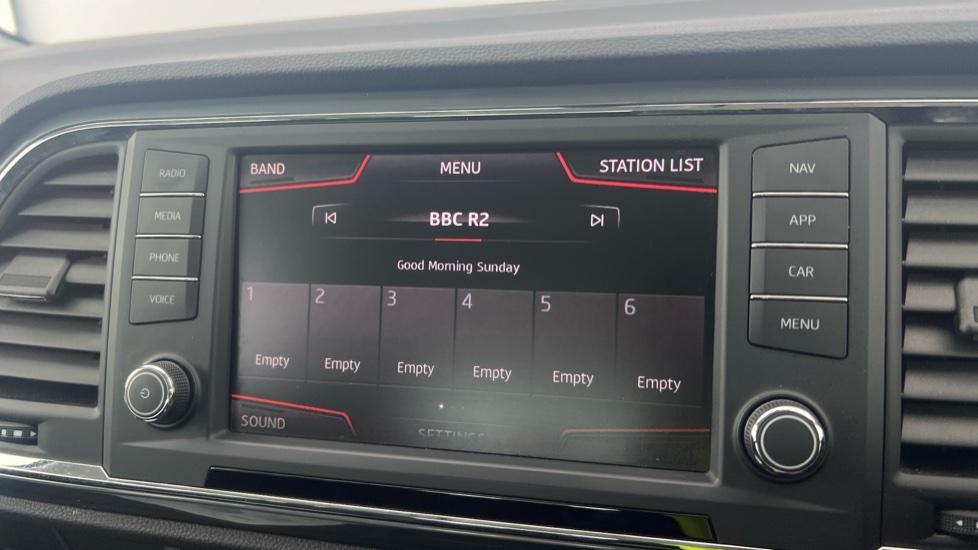 RADIO
MEDIA
PHONE
VOICE
BAND
MENU
STATION LIST
BBC R2
Good Morning Sunday
1 2 3 4 5 6
Empty Empty Empty Empty Empty Empty
SOUND
SETTINGS
NAV
APP
CAR
MENU